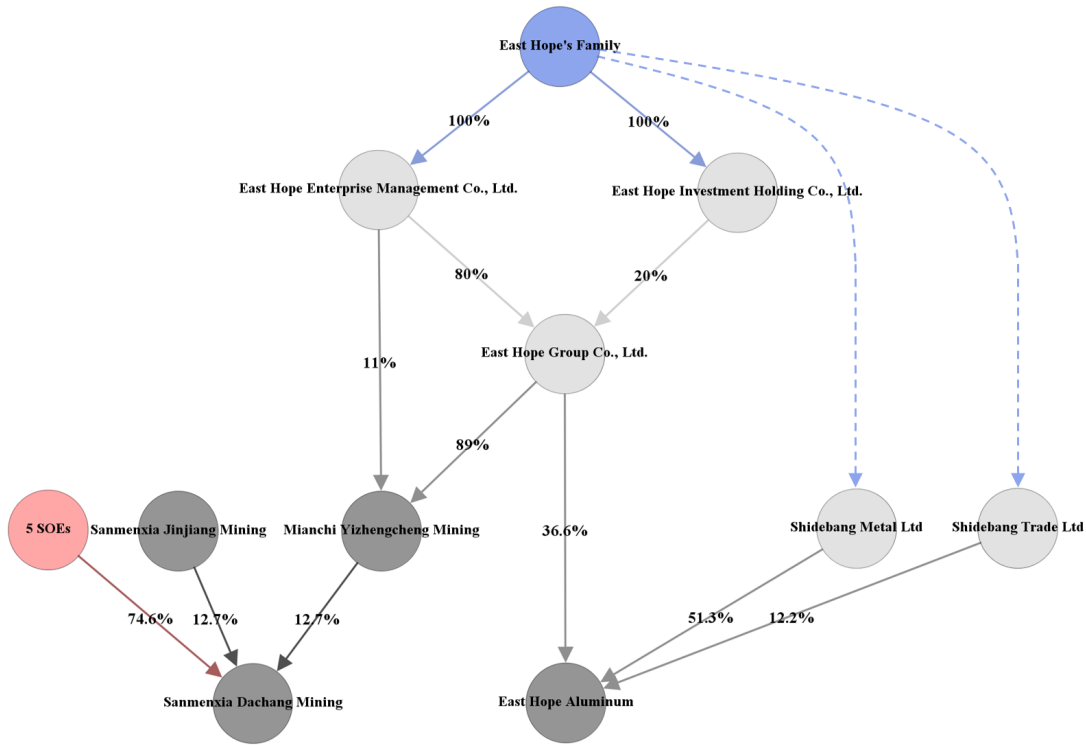 East Hope's Family
100%
100%
East Hope Enterprise Management Co., Ltd.
East Hope Investment Holding Co., Ltd.
80%
20%
East Hope Group Co., Ltd.
11%
89%
5 SOEs
Sanmenxia Jinjiang Mining
Mianchi Yizhengcheng Mining
36.6%
Shidebang Metal Ltd
Shidebang Trade Ltd
74.6%
12.7%
12.7%
51.3%
12.2%
Sanmenxia Dachang Mining
East Hope Aluminum